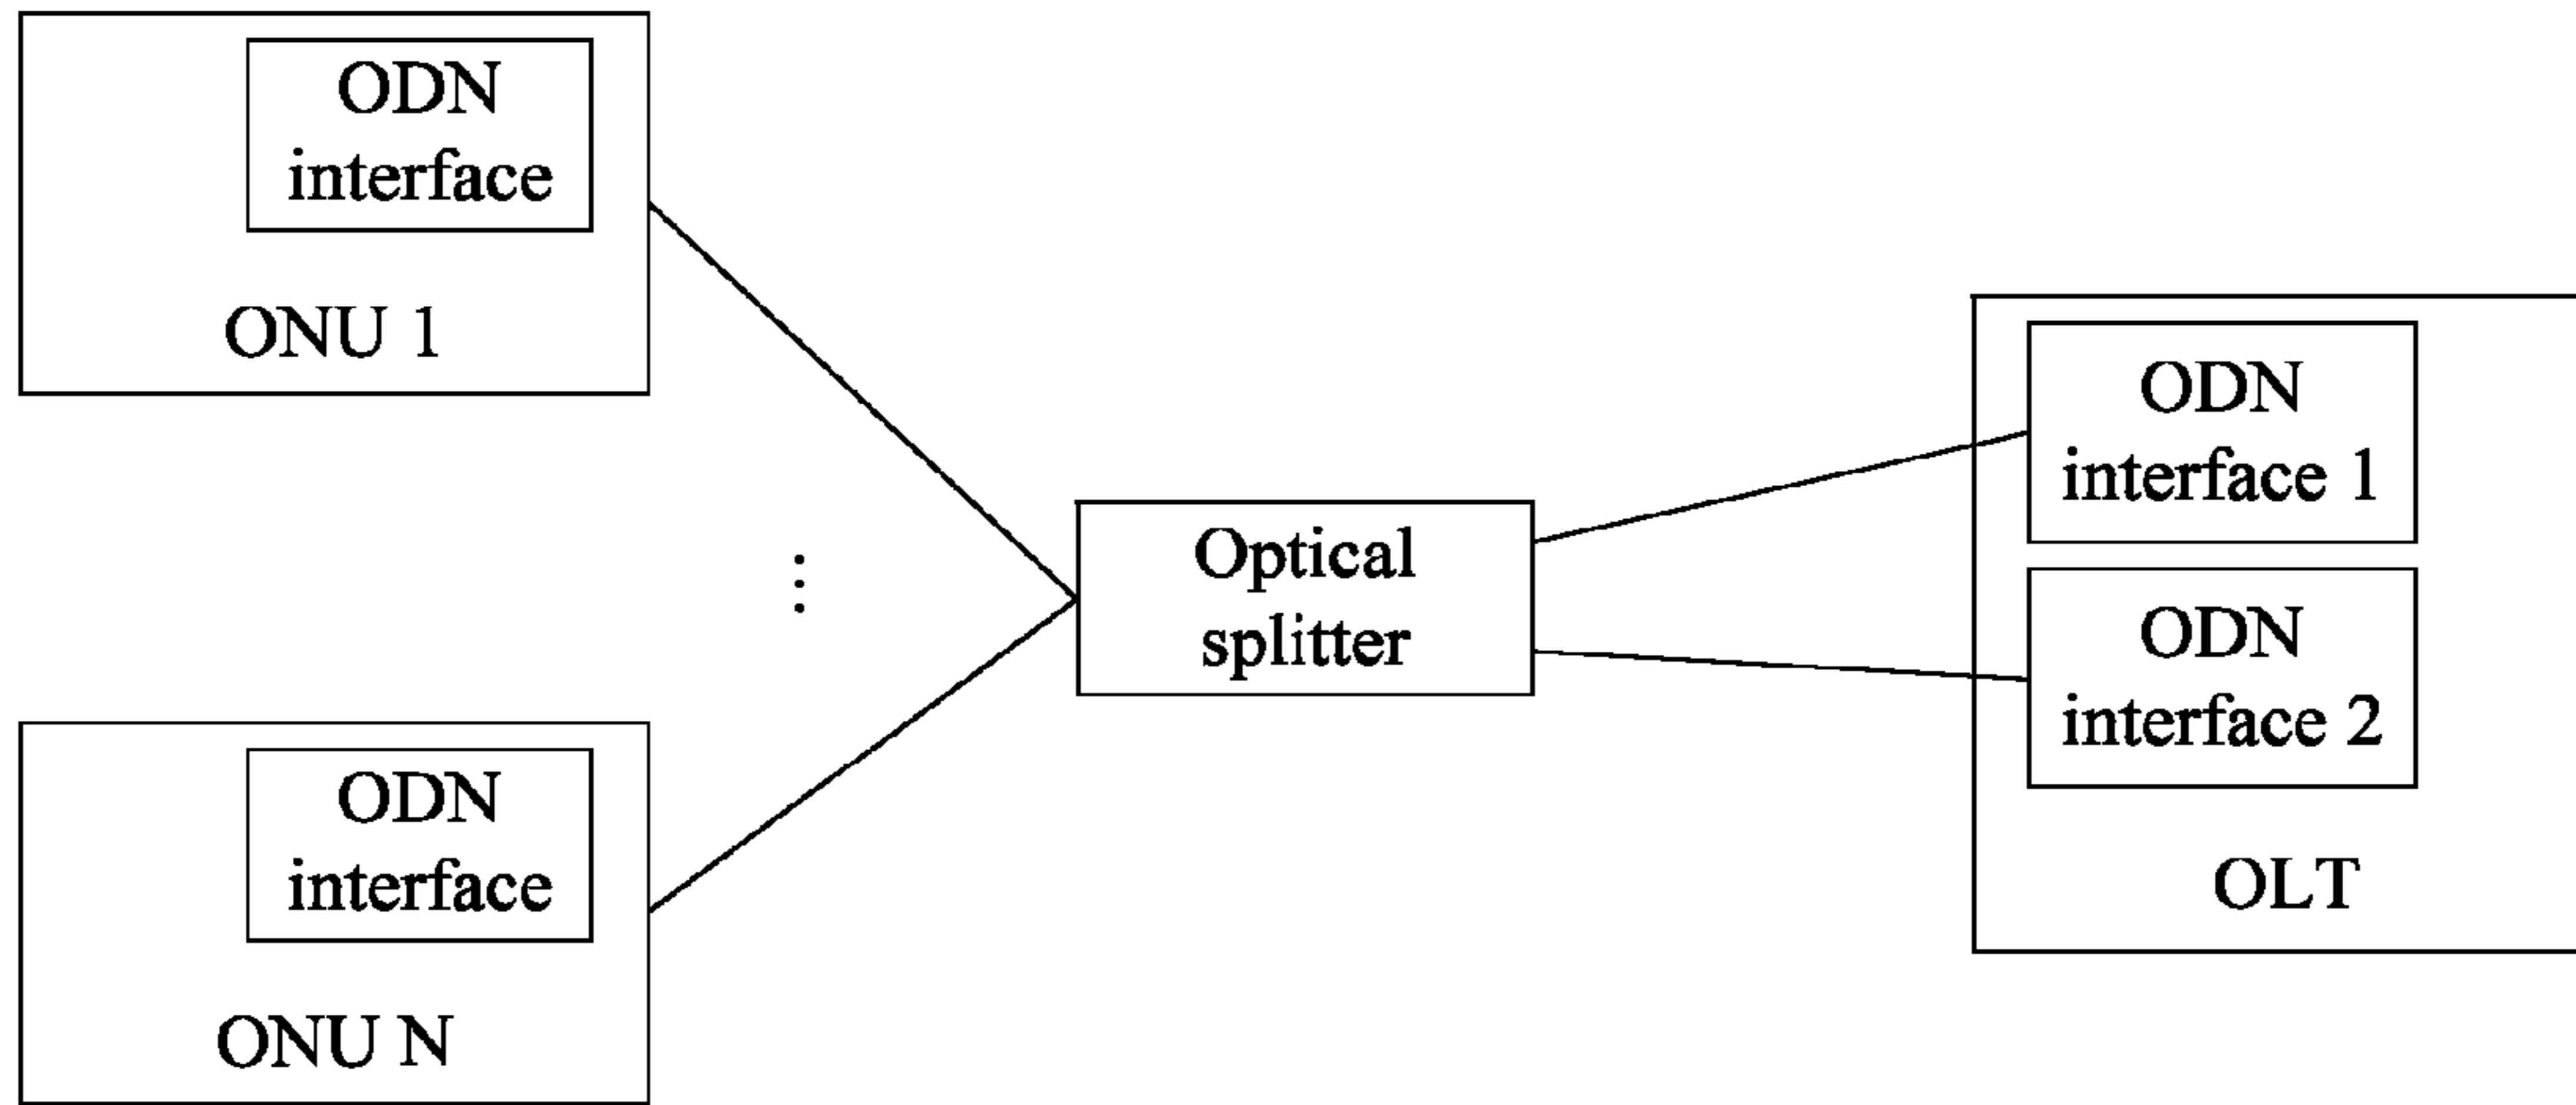 ODN
interface
ONU 1
ODN
interface
ONU N
Optical
splitter
ODN
interface 1
ODN
interface 2
OLT